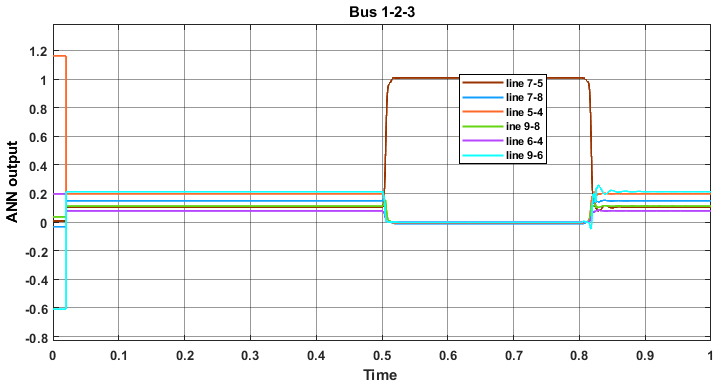 Bus 1-2-3
ANN output
1.2
1
0.8
0.6
0.4
0.2
0
-0.2
-0.4
-0.6
-0.8
line 7-5
line 7-8
line 5-4
ine 9-8
line 6-4
line 9-6
0 0.1 0.2 0.3 0.4 0.5 0.6 0.7 0.8 0.9 1
Time